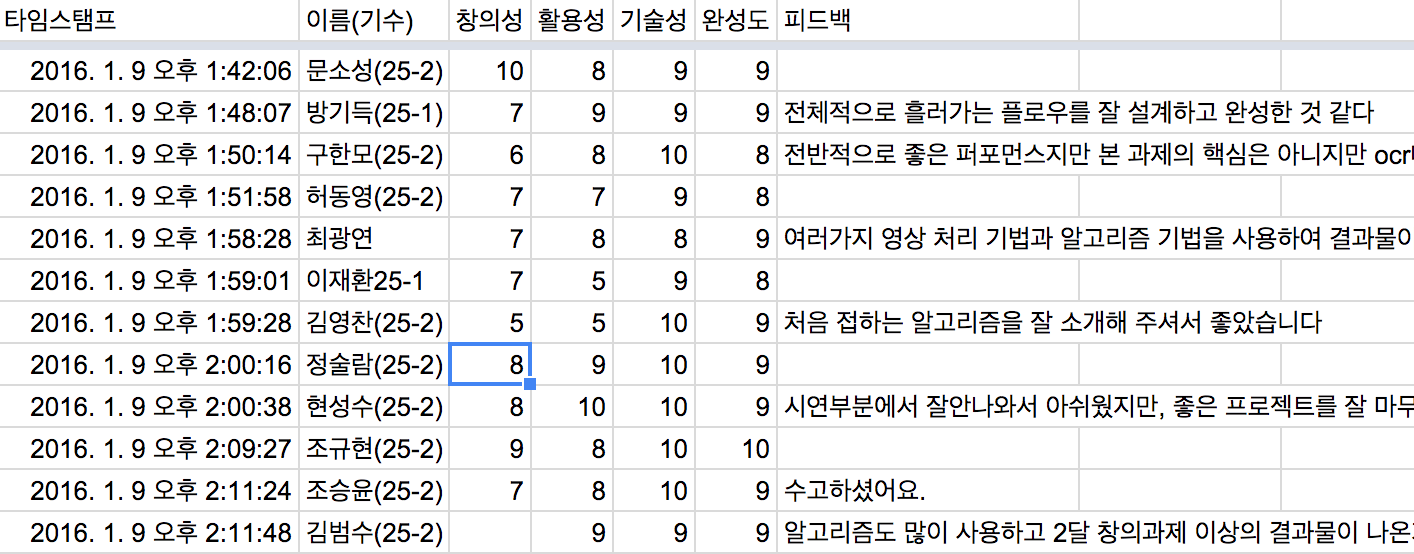 타임스탬프 이름(기수) 창의성 활용성 기술성 완성도 피드백
2016. 1. 9 오후 1:42:06 문소성(25-2) 10 8 9 9
2016. 1. 9 오후 1:48:07 방기득(25-1) 7 9 9 9 전체적으로 흘러가는 플로우를 잘 설계하고 완성한 것 같다
2016. 1. 9 오후 1:50:14 구한모(25-2) 6 8 10 8 전반적으로 좋은 퍼포먼스지만 본 과제의 핵심은 아니지만 ocr
2016. 1. 9 오후 1:51:58 허동영(25-2) 7 7 9 8
2016. 1. 9 오후 1:58:28 최광연 7 8 8 9 여러가지 영상 처리 기법과 알고리즘 기법을 사용하여 결과물이
2016. 1. 9 오후 1:59:01 이재환25-1 7 5 9 8
2016. 1. 9 오후 1:59:28 김영찬(25-2) 5 5 10 9 처음 접하는 알고리즘을 잘 소개해 주셔서 좋았습니다
2016. 1. 9 오후 2:00:16 정술람(25-2) 8 9 10 9
2016. 1. 9 오후 2:00:38 현성수(25-2) 8 10 10 9 시연부분에서 잘안나와서 아쉬웠지만, 좋은 프로젝트를 잘 마무
2016. 1. 9 오후 2:09:27 조규현(25-2) 9 8 10 10
2016. 1. 9 오후 2:11:24 조승윤(25-2) 7 8 10 9 수고하셨어요.
2016. 1. 9 오후 2:11:48 김범수(25-2) 9 9 9 알고리즘도 많이 사용하고 2달 창의과제 이상의 결과물이 나온